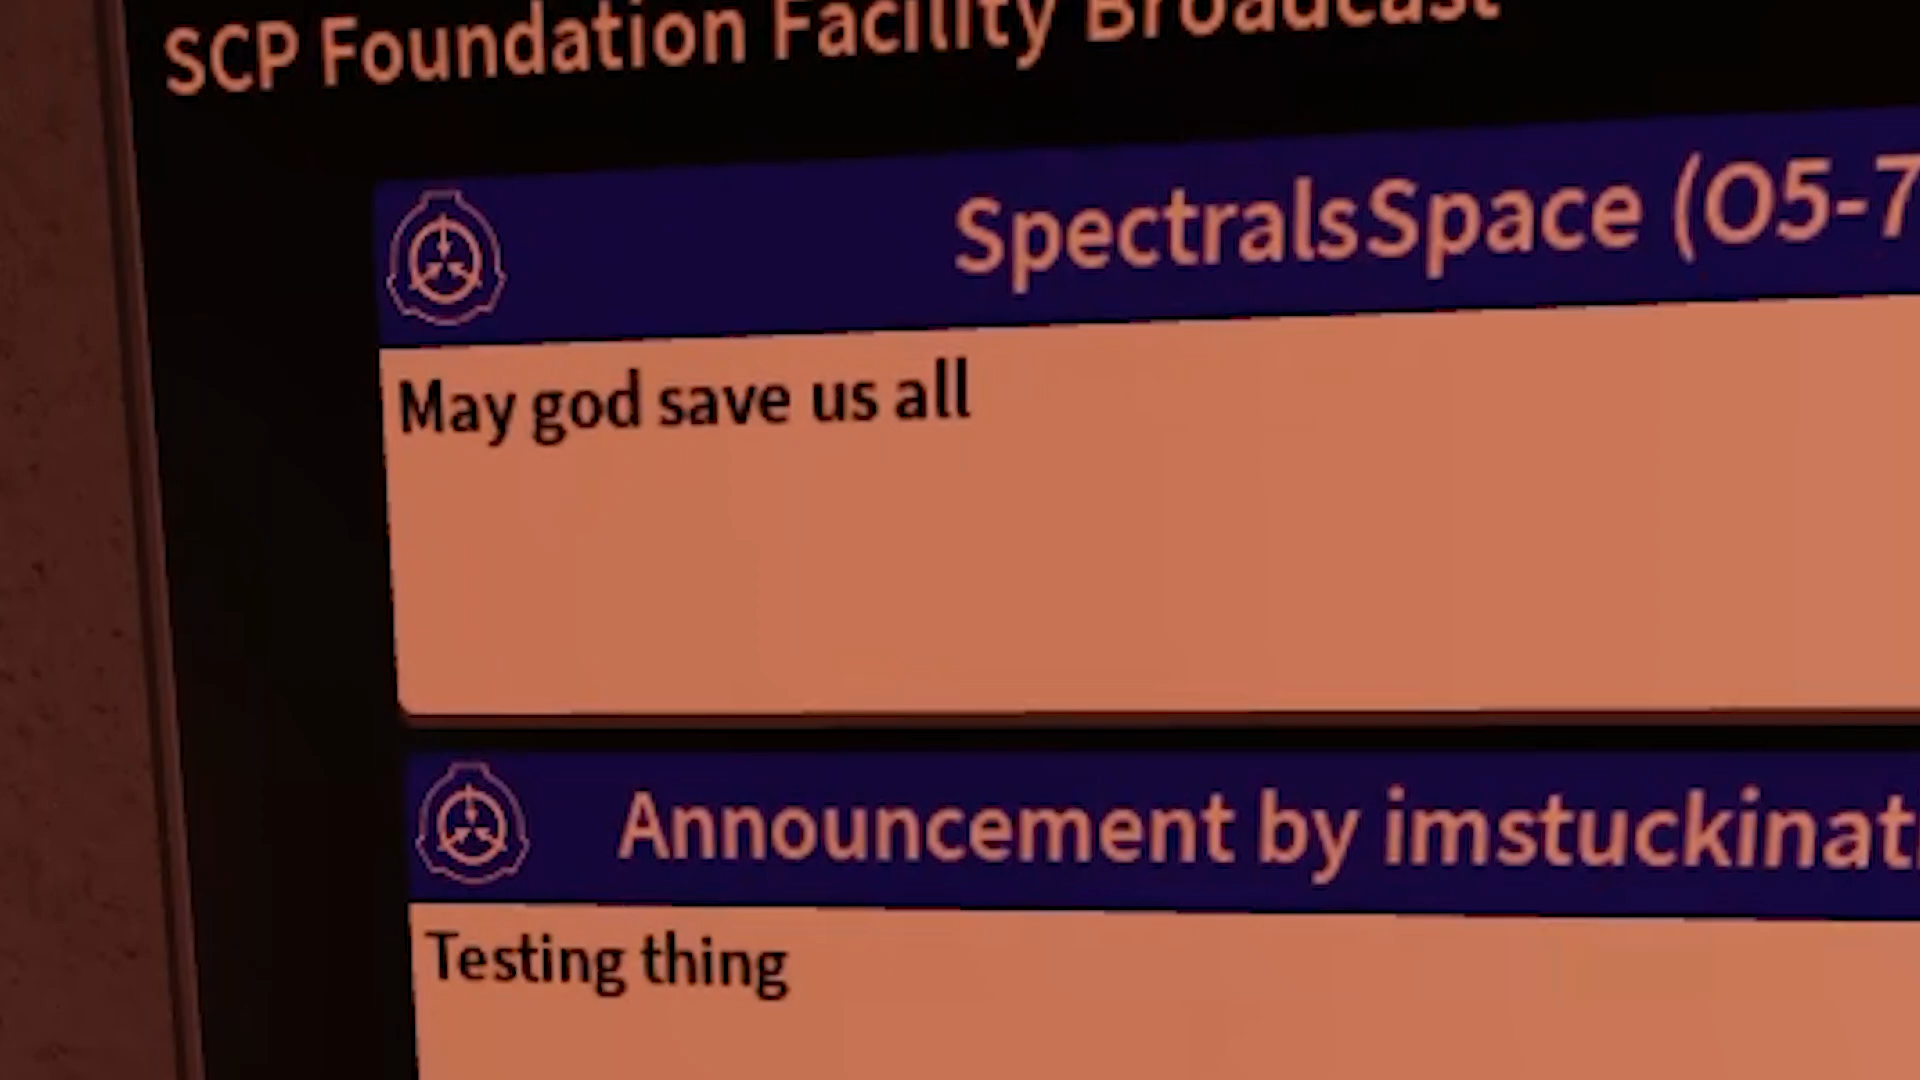 SCP Foundation Facility Broadcast
SpectralsSpace (O5-7
May god save us all
Announcement by imstuckinat
Testing thing